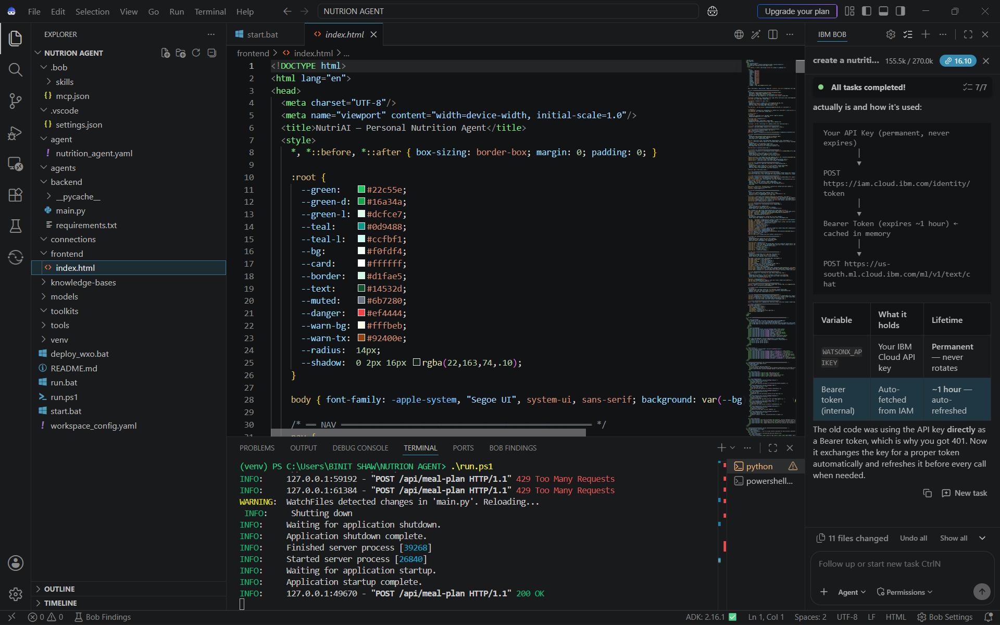 File Edit Selection View Go Run Terminal Help
NUTRION AGENT
Upgrade your plan
EXPLORER
NUTRION AGENT
.bob
skills
mcp.json
.vscode
settings.json
agent
nutrition_agent.yaml
agents
backend
__pycache__
main.py
requirements.txt
connections
frontend
index.html
knowledge-bases
models
toolkits
tools
venv
deploy_wxo.bat
README.md
run.bat
run.ps1
start.bat
workspace_config.yaml
OUTLINE
TIMELINE
start.bat
index.html
frontend > index.html > ...
1 <!DOCTYPE html>
2 <html lang="en">
3 <head>
4 <meta charset="UTF-8"/>
5 <meta name="viewport" content="width=device-width, initial-scale=1.0"/>
6 <title>NutriAI — Personal Nutrition Agent</title>
7 <style>
8 *, *::before, *::after { box-sizing: border-box; margin: 0; padding: 0; }
9
10 :root {
11 --green: #22c55e;
12 --green-d: #16a34a;
13 --green-l: #dcfce7;
14 --teal: #0d9488;
15 --teal-l: #ccfbf1;
16 --bg: #f0fdf4;
17 --card: #ffffff;
18 --border: #d1fae5;
19 --text: #14532d;
20 --muted: #6b7280;
21 --danger: #ef4444;
22 --warn-bg: #fffbeb;
23 --warn-tx: #92400e;
24 --radius: 14px;
25 --shadow: 0 2px 16px rgba(22,163,74,.10);
26 }
27
28 body { font-family: -apple-system, "Segoe UI", system-ui, sans-serif; background: var(--bg
29
30 /* ══ NAV ══════════════════════════════════ */
31 nav {
PROBLEMS OUTPUT DEBUG CONSOLE TERMINAL PORTS BOB FINDINGS
(venv) PS C:\Users\BINIT SHAW\NUTRION AGENT> .\run.ps1
INFO: 127.0.0.1:59192 - "POST /api/meal-plan HTTP/1.1" 429 Too Many Requests
INFO: 127.0.0.1:61384 - "POST /api/meal-plan HTTP/1.1" 429 Too Many Requests
WARNING: WatchFiles detected changes in 'main.py'. Reloading...
INFO: Shutting down
INFO: Waiting for application shutdown.
INFO: Application shutdown complete.
INFO: Finished server process [39268]
INFO: Started server process [26840]
INFO: Waiting for application startup.
INFO: Application startup complete.
INFO: 127.0.0.1:49670 - "POST /api/meal-plan HTTP/1.1" 200 OK
python
powershell...
IBM BOB
create a nutriti... 155.5k / 270.0k 16.10
All tasks completed! 7/7
actually is and how it's used:
Your API Key (permanent, never
expires)
│
▼
POST
https://iam.cloud.ibm.com/identity/
token
│
▼
Bearer Token (expires ~1 hour) ←
cached in memory
│
▼
POST https://us-
south.ml.cloud.ibm.com/ml/v1/text/c
hat
Variable
What it
holds
Lifetime
WATSONX_AP
IKEY
Your IBM
Cloud API
key
Permanent
— never
rotates
Bearer
token
(internal)
Auto-
fetched
from IAM
~1 hour —
auto-
refreshed
The old code was using the API key directly as
a Bearer token, which is why you got 401. Now
it exchanges the key for a proper token
automatically and refreshes it before every call
when needed.
New task
11 files changed Undo all Show all
Follow up or start new task CtrlN
Agent Permissions
0 0 Bob Findings
ADK: 2.16.1 Ln 1, Col 1 Spaces: 2 UTF-8 LF HTML Bob Settings